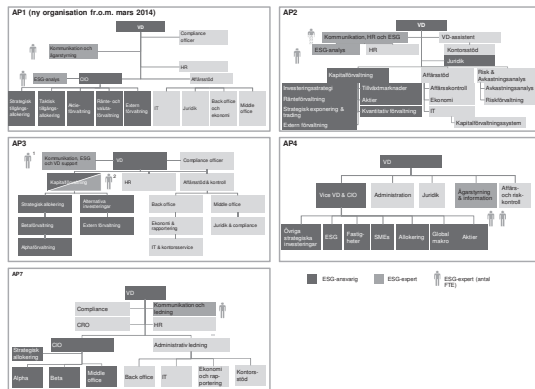 AP1 (ny organisation fr.o.m. mars 2014)
VD
Compliance
officer
Kommunikation och
ägarstyrning
HR
ESG-analys
CIO
Affärsstöd
Strategisk
tillgångs-
allokering
Taktisk
tillgångs-
allokering
Aktie-
förvaltning
Ränte- och
valuta-
förvaltning
Extern
förvaltning
IT
Juridik
Back office och
ekonomi
Middle
office
AP2
VD
Kommunikation, HR och ESG
VD-assistent
ESG-analys
HR
Kontorsstöd
Juridik
Kapitalförvaltning
Affärsstöd
Risk &
Avkastningsanalys
Investeringsstrategi
Tillväxtmarknader
Affärskontroll
Avkastningsanalys
Ränteförvaltning
Aktier
Ekonomi
Riskförvaltning
Strategisk exponering &
trading
Kvantitativ förvaltning
IT
Extern förvaltning
Kapitalförvaltningssystem
AP3
1
Kommunikation, ESG
och VD support
VD
Compliance officer
Kapitalförvaltning
2
HR
Affärsstöd & kontroll
Strategisk allokering
Alternativa
investeringar
Back office
Middle office
Betaförvaltning
Extern förvaltning
Ekonomi &
rapportering
Juridik & compliance
Alphaförvaltning
IT & kontorsservice
AP4
VD
Vice VD & CIO
Administration
Juridik
Ägarstyrning
& information
Affärs-
och risk-
kontroll
Övriga
strategiska
investeringar
ESG
Fastig-
heter
SMEs
Allokering
Global
makro
Aktier
AP7
VD
Compliance
Kommunikation och
ledning
CRO
HR
CIO
Administrativ ledning
Strategisk
allokering
Alpha
Beta
Middle
office
Back office
IT
Ekonomi
och rap-
portering
Kontors-
stöd
ESG-ansvarig
ESG-expert
ESG-expert (antal
FTE)